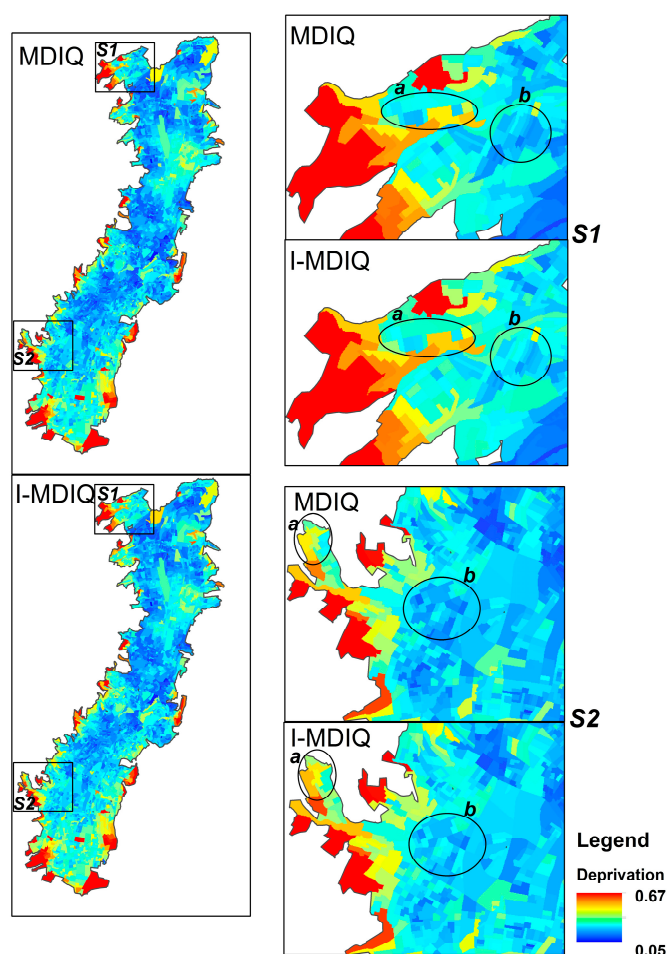 MDIQ
S1
S2
I-MDIQ
S1
S2
MDIQ
a
b
I-MDIQ
a
b
S1
MDIQ
a
b
I-MDIQ
a
b
S2
Legend
Deprivation
0.67
0.05